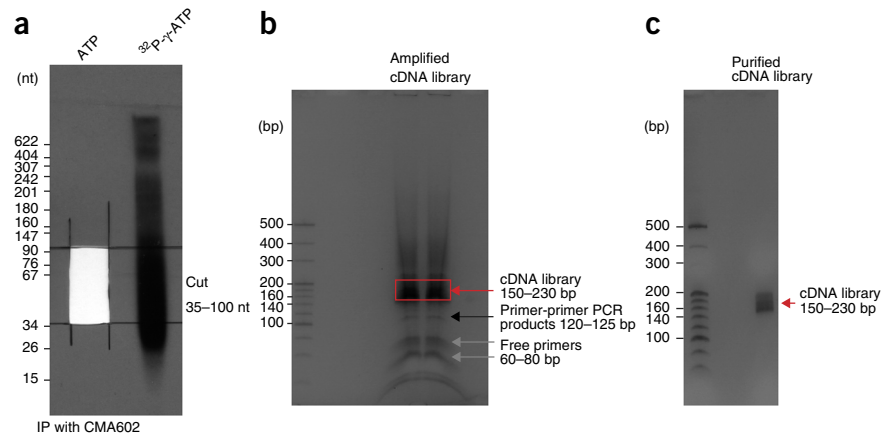 a
ATP
32P-γ-ATP
(nt)
622
404
307
242
201
180
160
147
90
76
67
34
26
15
Cut
35–100 nt
IP with CMA602
b
Amplified
cDNA library
(bp)
500
400
300
200
160
140
100
cDNA library
150–230 bp
Primer-primer PCR
products 120–125 bp
Free primers
60–80 bp
c
Purified
cDNA library
(bp)
500
400
300
200
160
140
100
cDNA library
150–230 bp